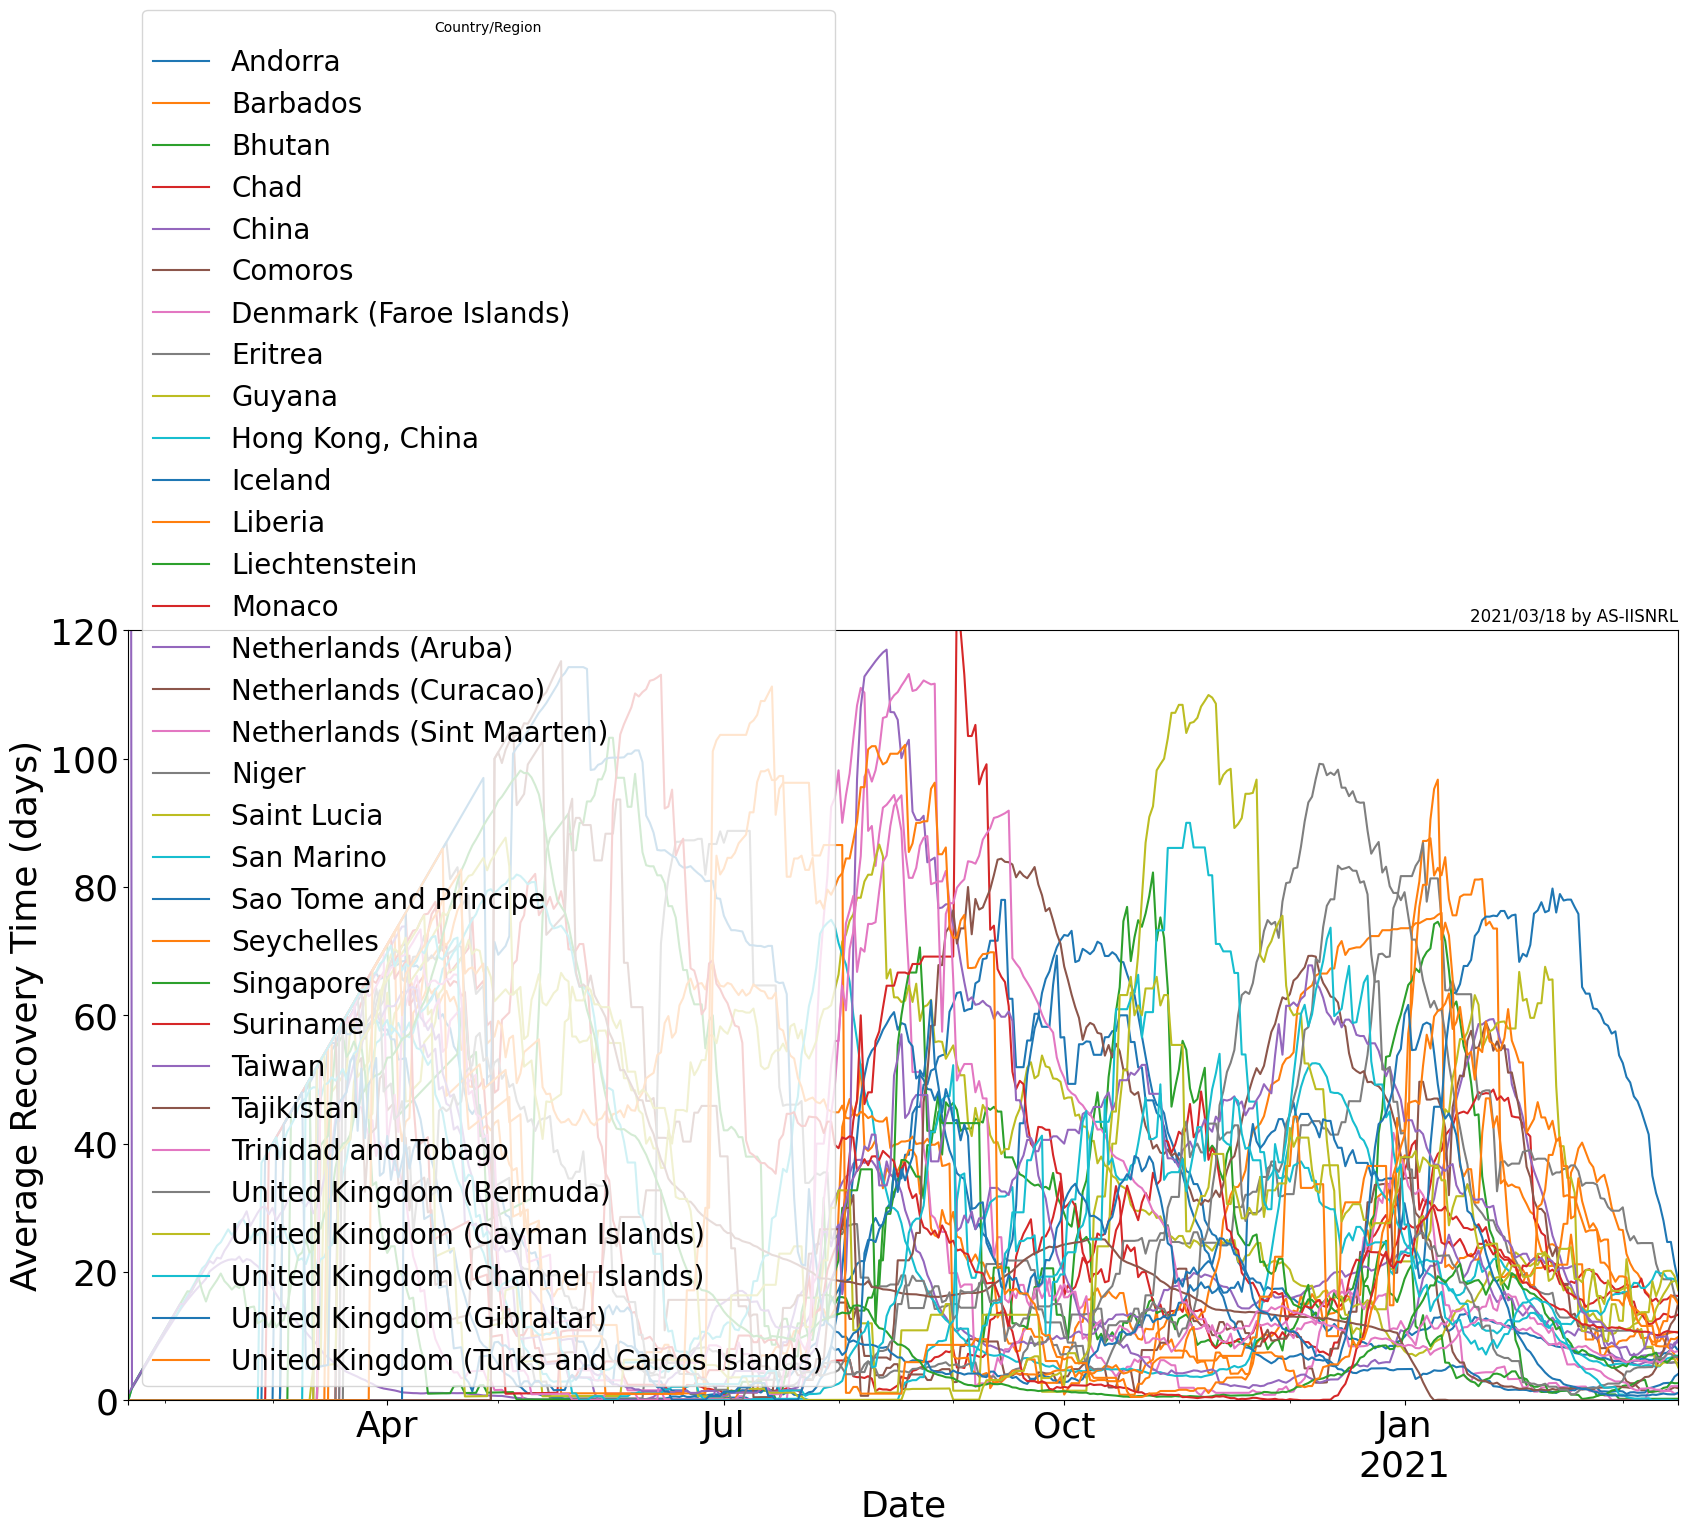 Country/Region
Andorra
Barbados
Bhutan
Chad
China
Comoros
Denmark (Faroe Islands)
Eritrea
Guyana
Hong Kong, China
Iceland
Liberia
Liechtenstein
Monaco
Netherlands (Aruba)
Netherlands (Curacao)
Netherlands (Sint Maarten)
Niger
Saint Lucia
San Marino
Sao Tome and Principe
Seychelles
Singapore
Suriname
Taiwan
Tajikistan
Trinidad and Tobago
United Kingdom (Bermuda)
United Kingdom (Cayman Islands)
United Kingdom (Channel Islands)
United Kingdom (Gibraltar)
United Kingdom (Turks and Caicos Islands)
2021/03/18 by AS-IISNRL
Average Recovery Time (days)
120
100
80
60
40
20
0
Apr
Jul
Oct
Jan
2021
Date